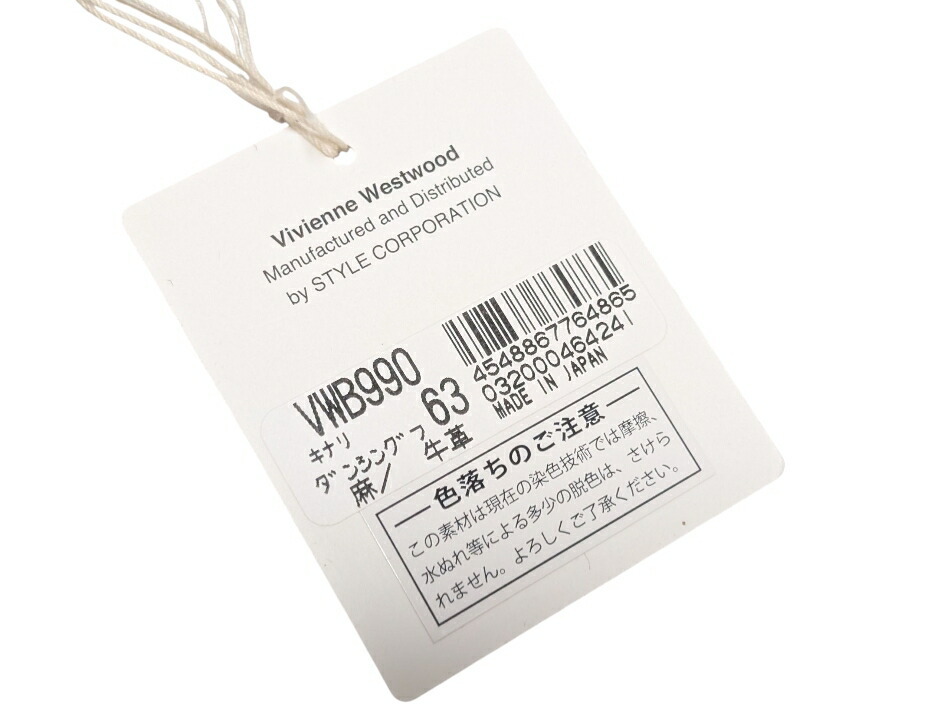 Vivienne Westwood
Manufactured and Distributed
by STYLE CORPORATION
VWB990
キナリ 63
ダンシングフ
麻/ 牛革
4548867764865
03200046424|
MADE IN JAPAN
色落ちのご注意
この素材は現在の染色技術では摩擦、
水ぬれ等による多少の脱色は、さけら
れません。よろしくご了承ください。